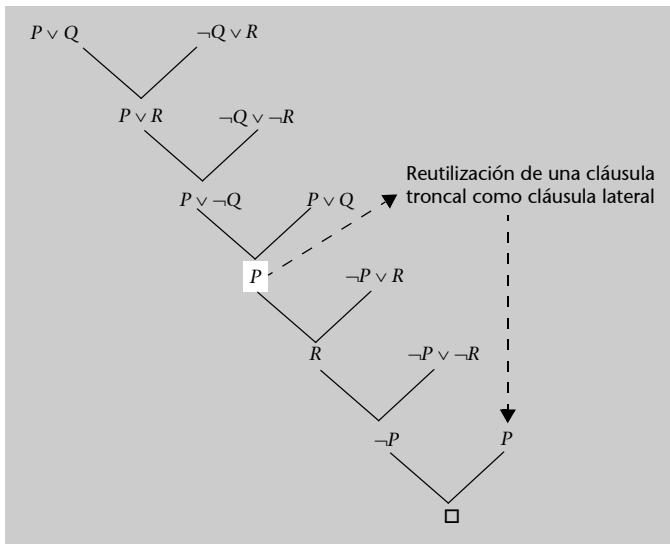 P ∨ Q ¬Q ∨ R
P ∨ R ¬Q ∨ ¬R
Reutilización de una cláusula
troncal como cláusula lateral
P ∨ ¬Q P ∨ Q
P ¬P ∨ R
R ¬P ∨ ¬R
¬P P
□